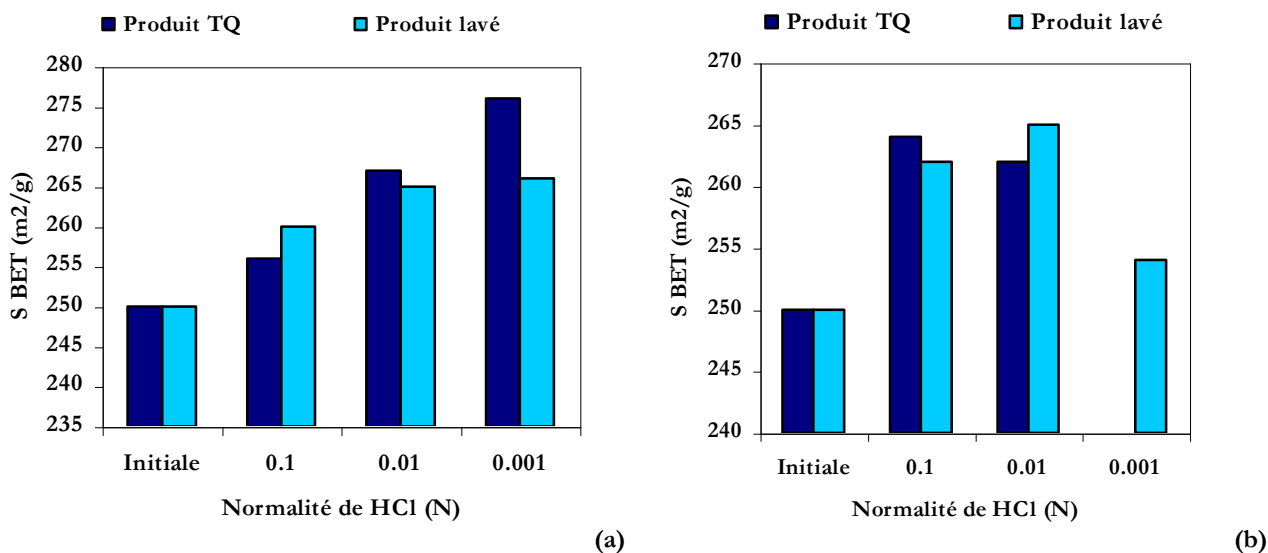 Produit TQ Produit lavé
280
275
270
265
260
255
250
245
240
235
S BET (m2/g)
Initiale 0.1 0.01 0.001
Normalité de HCl (N)
(a)
Produit TQ Produit lavé
270
265
260
255
250
245
240
S BET (m2/g)
Initiale 0.1 0.01 0.001
Normalité de HCl (N)
(b)